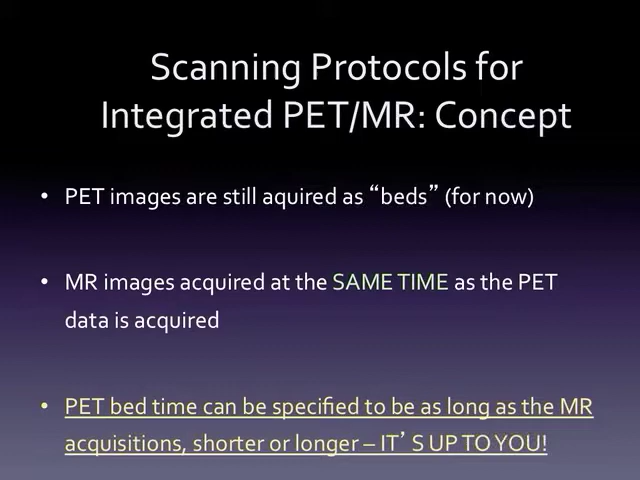 Scanning Protocols for
Integrated PET/MR: Concept
• PET images are still aquired as “beds” (for now)
• MR images acquired at the SAME TIME as the PET
data is acquired
• PET bed time can be specified to be as long as the MR
acquisitions, shorter or longer – IT’S UP TO YOU!